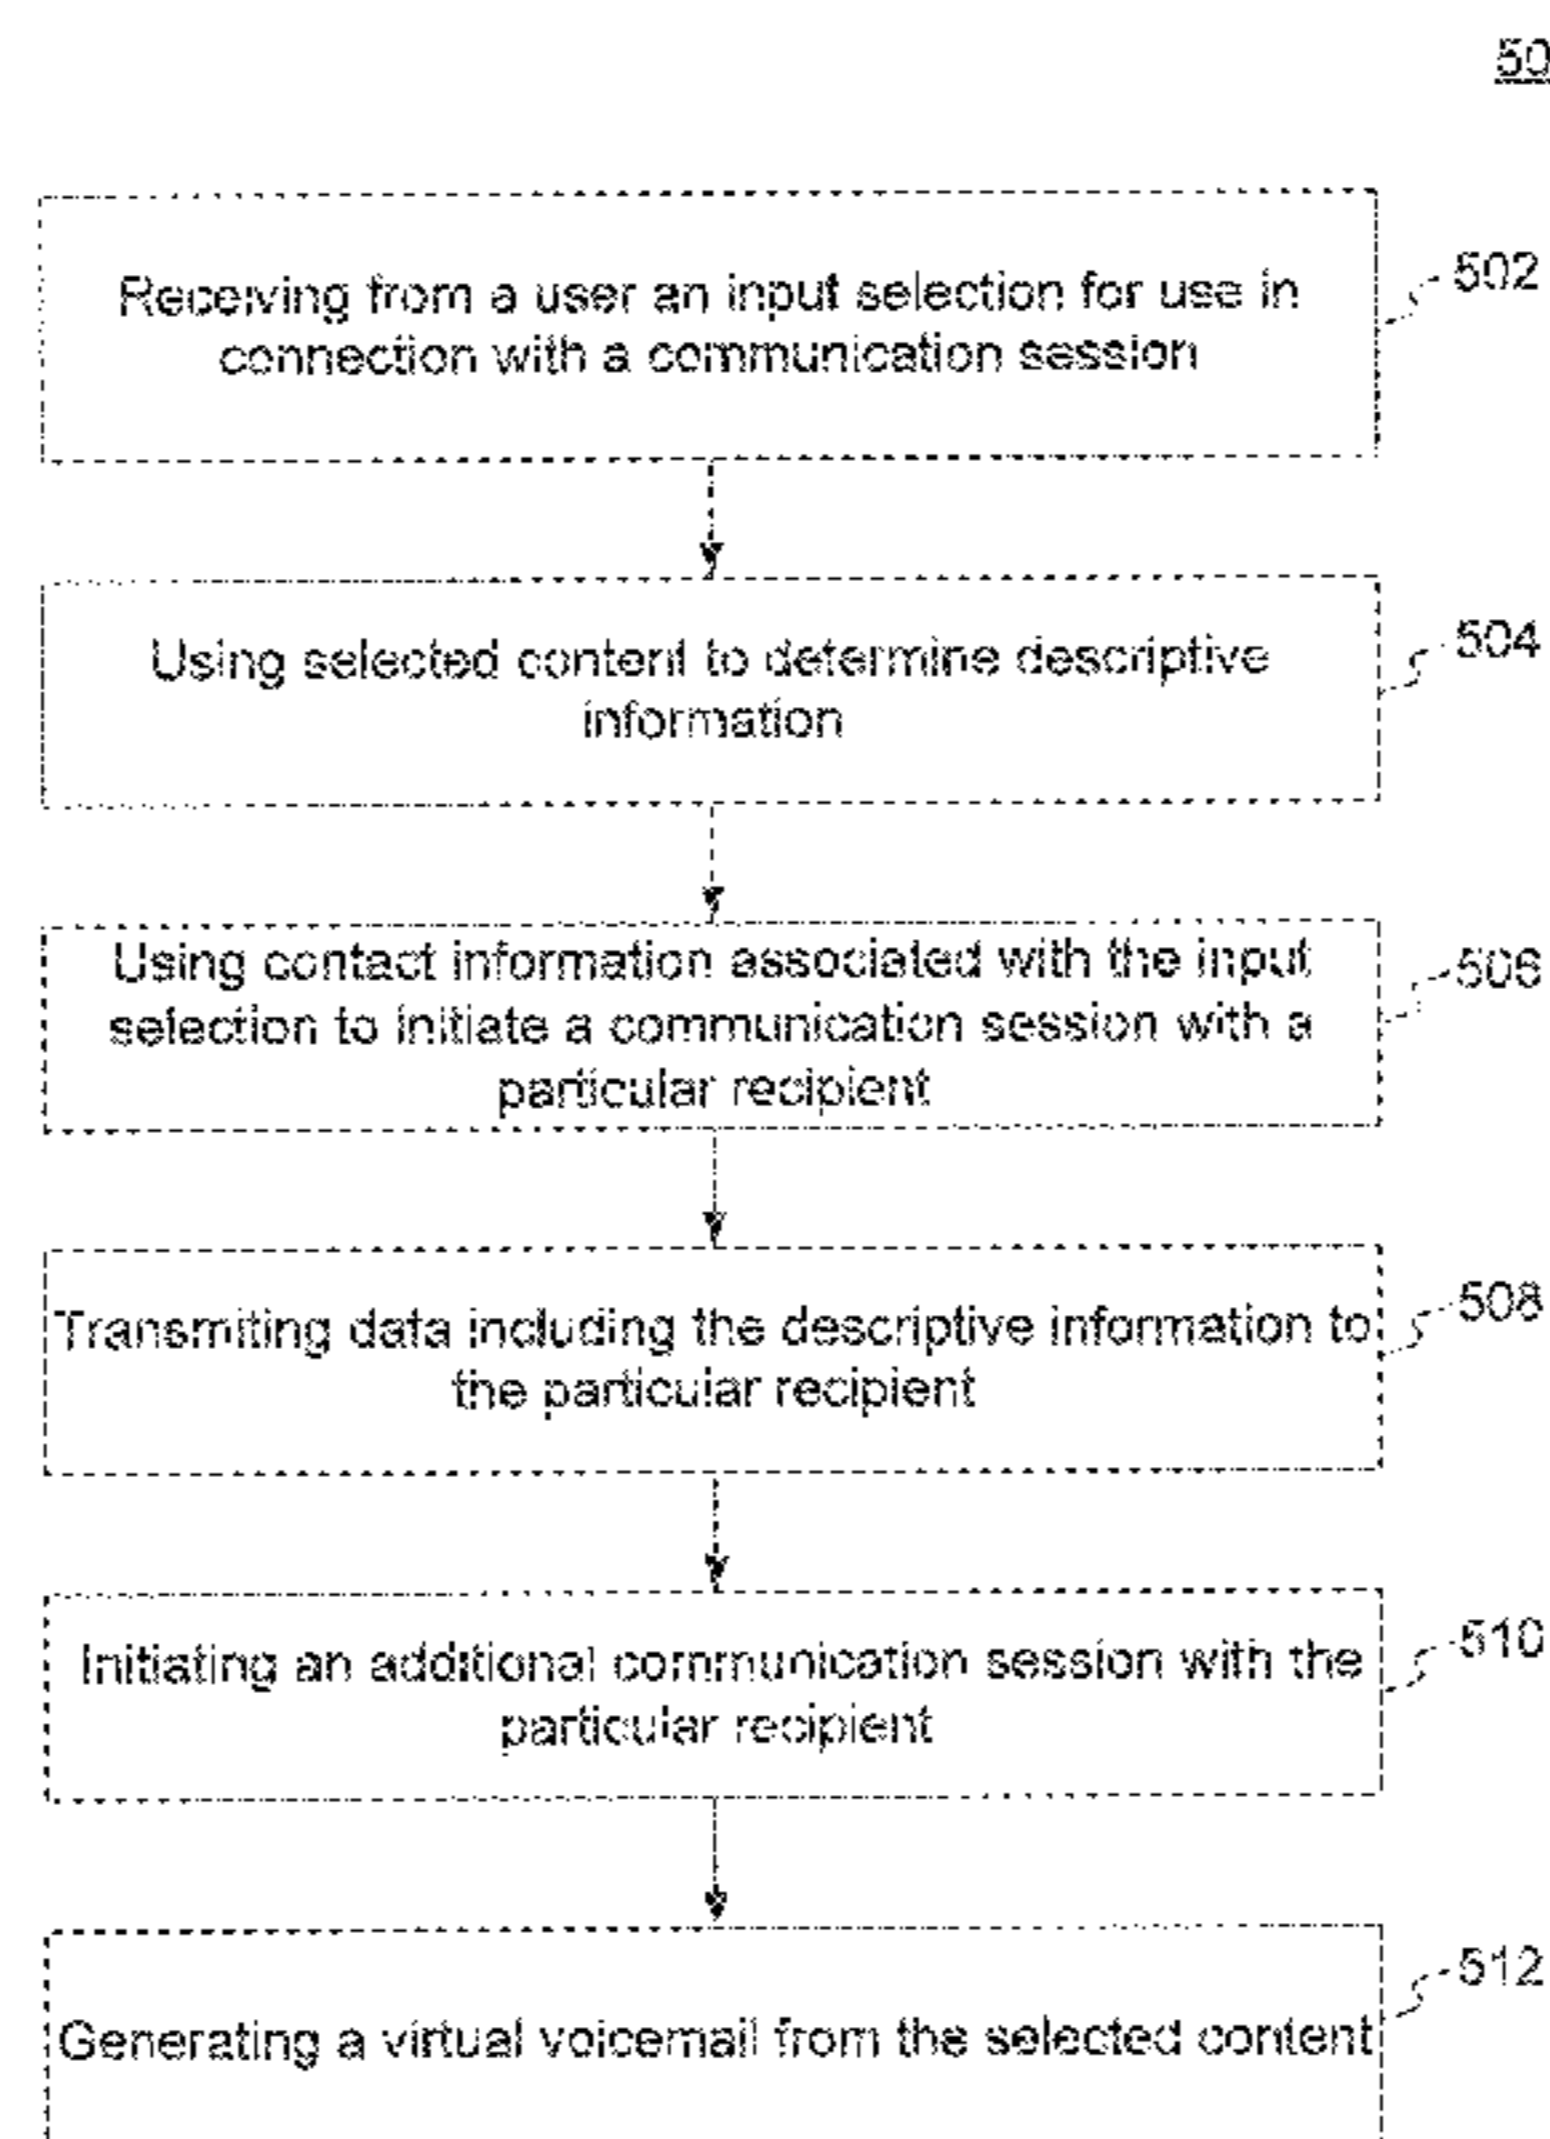 50
Receiving from a user an input selection for use in
connection with a communication session
502
Using selected content to determine descriptive
information
504
Using contact information associated with the input
selection to initiate a communication session with a
particular recipient
506
Transmiting data including the descriptive information to
the particular recipient
508
Initiating an additional communication session with the
particular recipient
510
Generating a virtual voicemail from the selected content
512